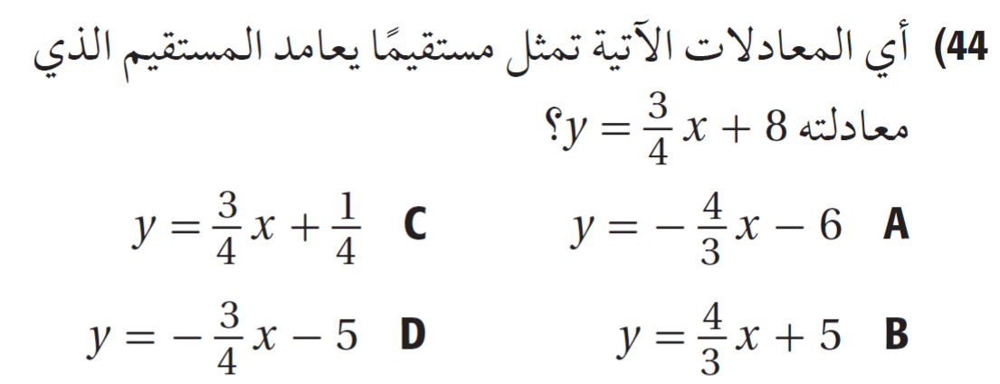 44) أي المعادلات الآتية تمثل مستقيمًا يعامد المستقيم الذي
معادلته y = \frac{3}{4} x + 8؟
A y = -\frac{4}{3} x - 6 C y = \frac{3}{4} x + \frac{1}{4}
B y = \frac{4}{3} x + 5 D y = -\frac{3}{4} x - 5